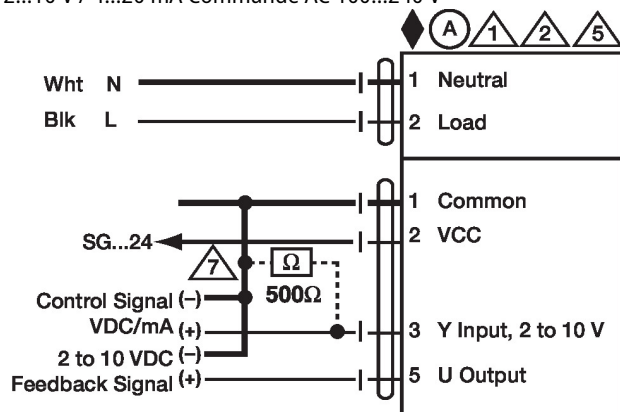 2...10 V / 4...20 mA Commande AC 100...240 V
A 1 2 5
Wht N 1 Neutral
Blk L 2 Load
1 Common
SG...24 2 VCC
7 Ω
500Ω
Control Signal (-)
VDC/mA (+) 3 Y Input, 2 to 10 V
2 to 10 VDC (-)
Feedback Signal (+) 5 U Output